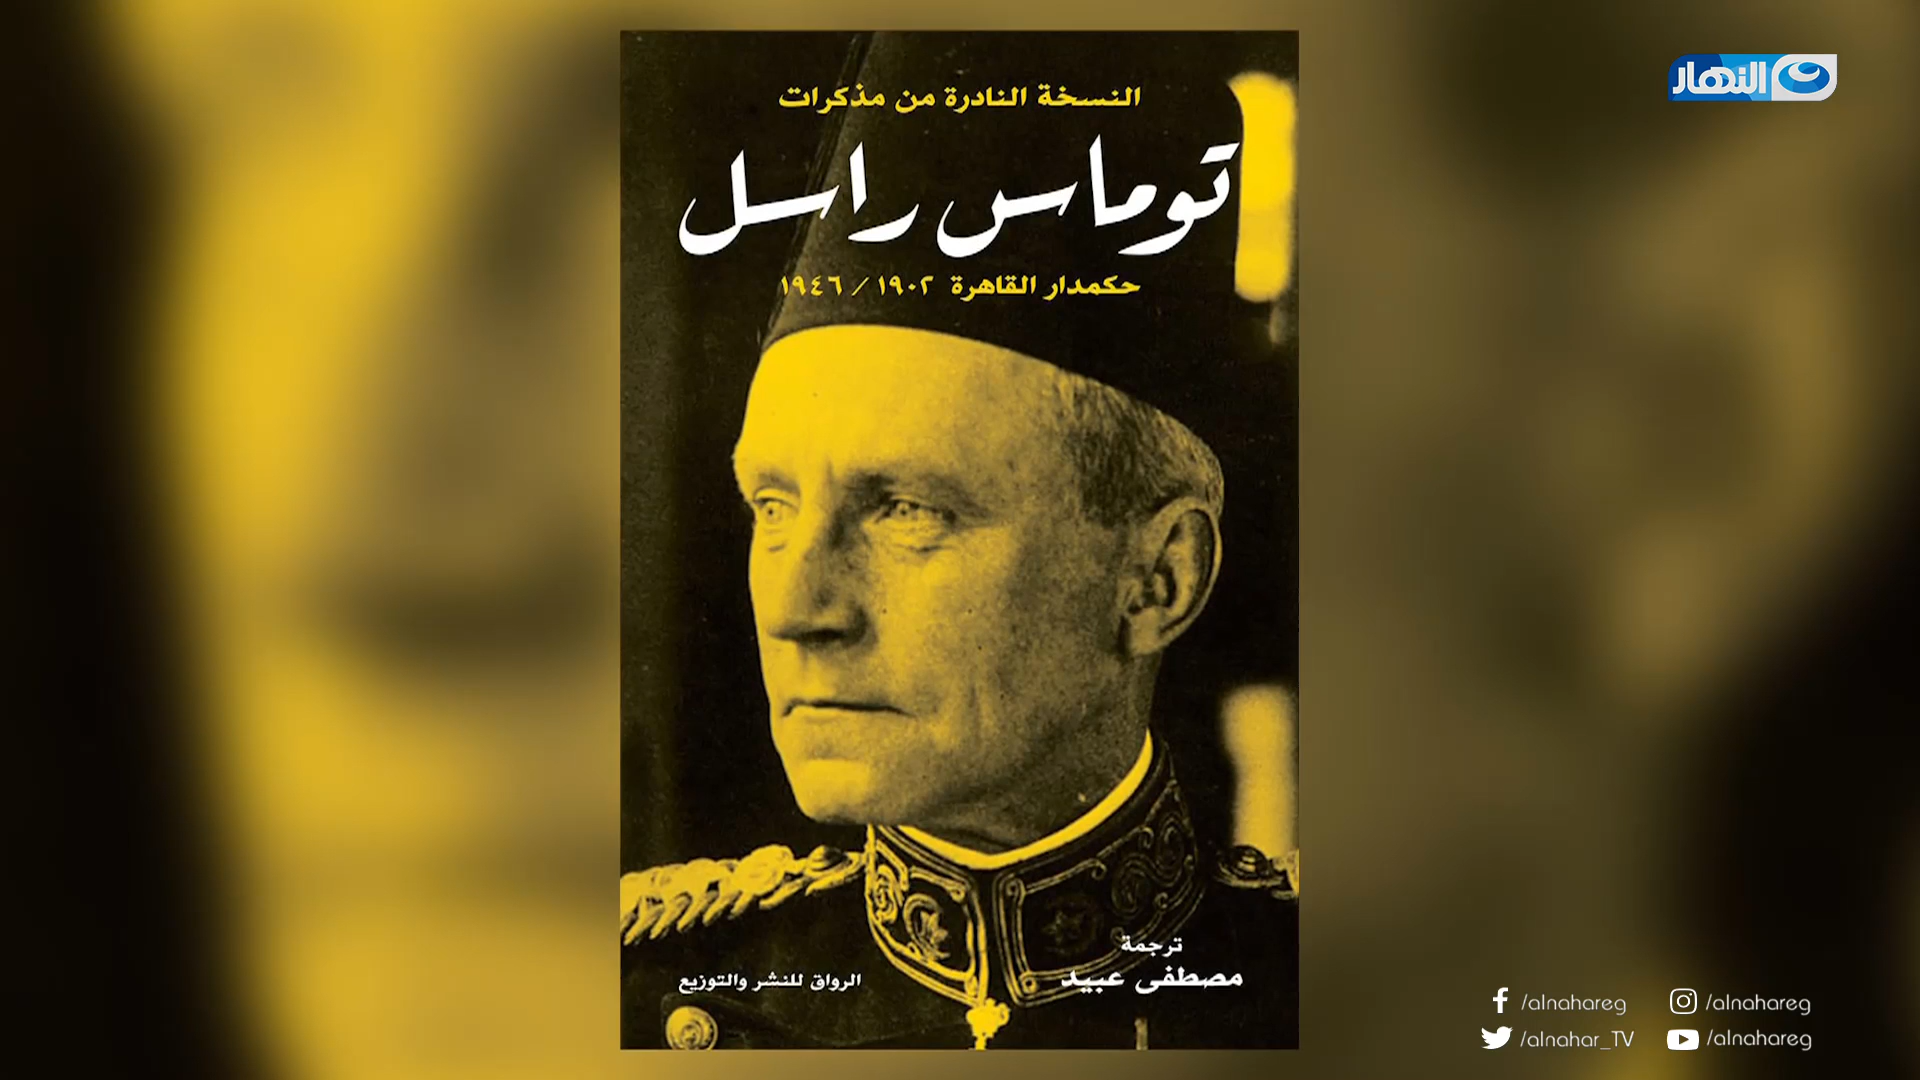 النهار
النسخة النادرة من مذكرات
توماس راسل
حكمدار القاهرة ١٩٠٢ / ١٩٤٦
ترجمة
مصطفى عبيد
الرواق للنشر والتوزيع
/alnahareg
/alnahareg
/alnahar_TV
/alnahareg